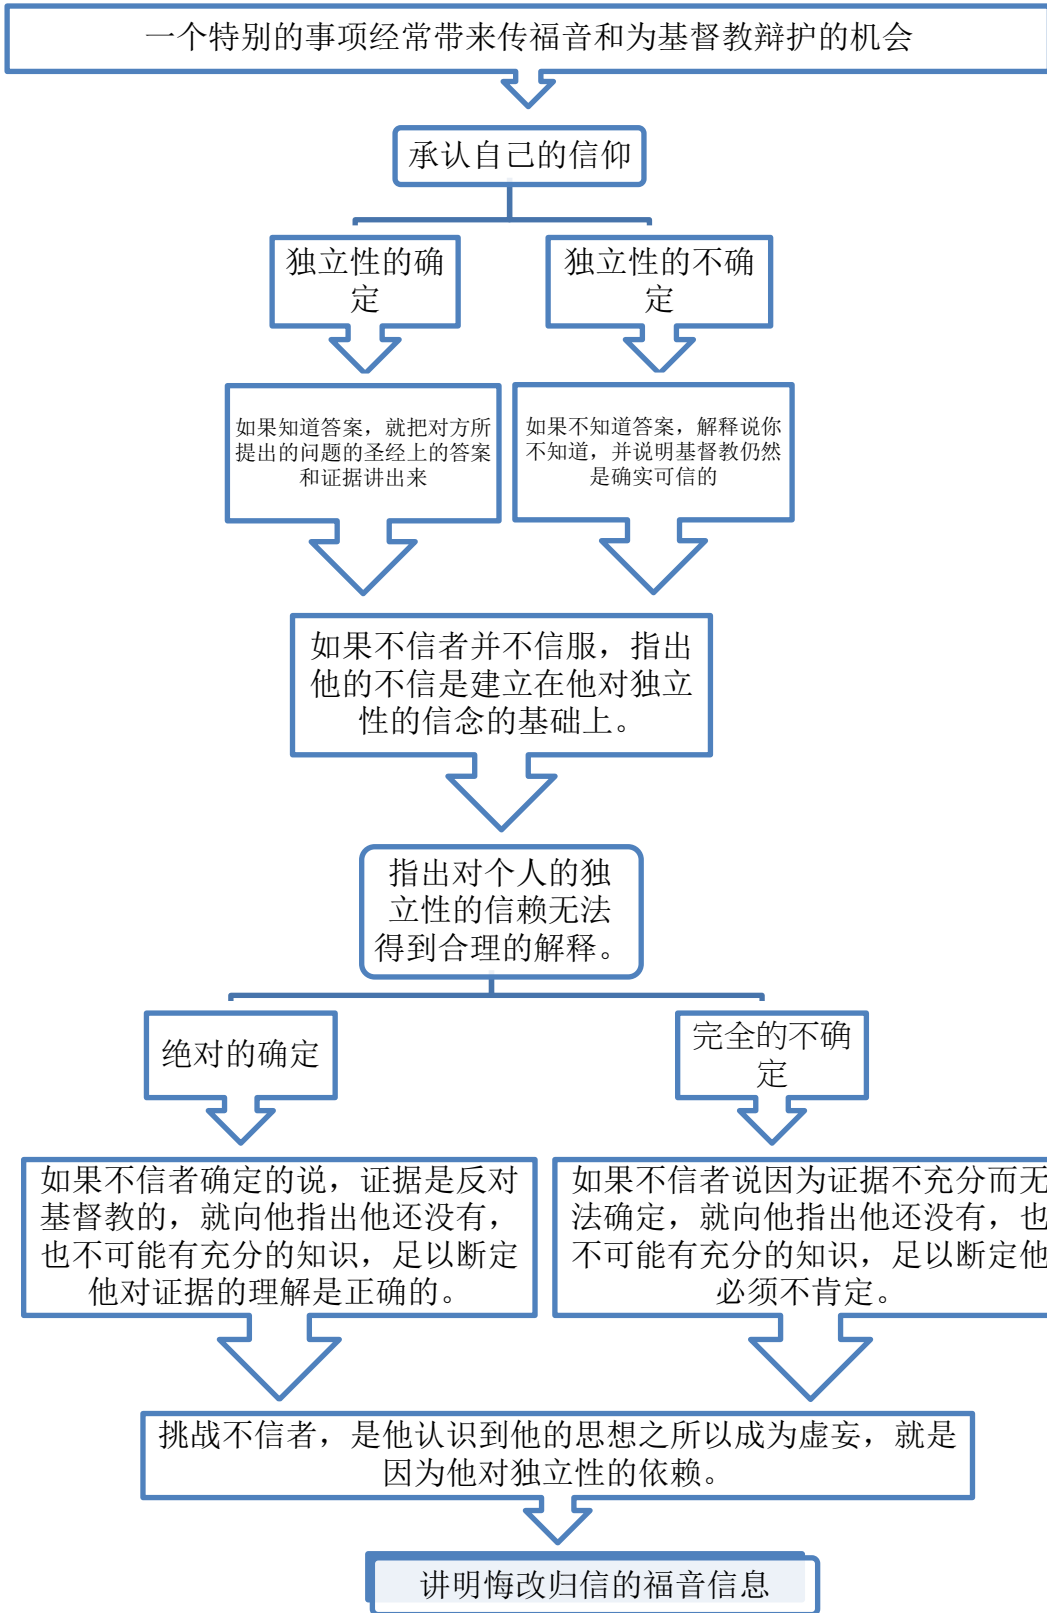 一个特别的事项经常带来传福音和为基督教辩护的机会
承认自己的信仰
独立性的确
定
独立性的不确
定
如果知道答案，就把对方所
提出的问题的圣经上的答案
和证据讲出来
如果不知道答案，解释说你
不知道，并说明基督教仍然
是确实可信的
如果不信者并不信服，指出
他的不信是建立在他对独立
性的信念的基础上。
指出对个人的独
立性的信赖无法
得到合理的解释。
绝对的确定
完全的不确
定
如果不信者确定的说，证据是反对
基督教的，就向他指出他还没有，
也不可能有充分的知识，足以断定
他对证据的理解是正确的。
如果不信者说因为证据不充分而无
法确定，就向他指出他还没有，也
不可能有充分的知识，足以断定他
必须不肯定。
挑战不信者，是他认识到他的思想之所以成为虚妄，就是
因为他对独立性的依赖。
讲明悔改归信的福音信息